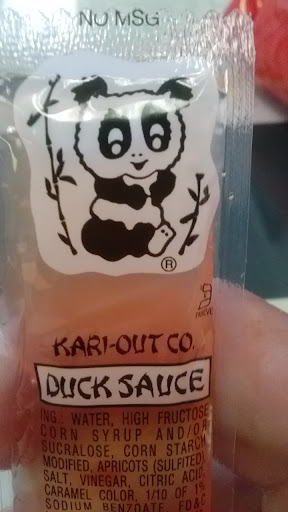 NO MSG
®
PAREVE
KARI-OUT CO.
DUCK SAUCE
ING.: WATER, HIGH FRUCTOSE
CORN SYRUP AND/OR
SUCRALOSE, CORN STARCH
MODIFIED, APRICOTS (SULFITED)
SALT, VINEGAR, CITRIC ACID,
CARAMEL COLOR, 1/10 OF 1%
SODIUM BENZOATE, FD&C